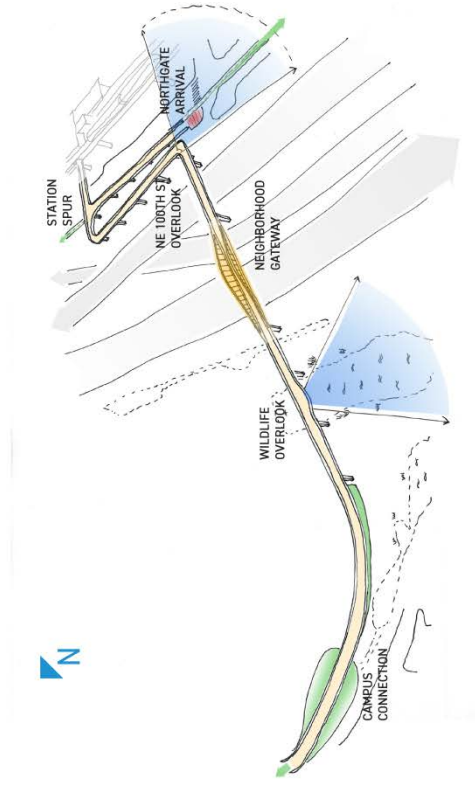 STATION
SPUR
NORTHGATE
ARRIVAL
NE 100TH ST
OVERLOOK
NEIGHBORHOOD
GATEWAY
WILDLIFE
OVERLOOK
CAMPUS
CONNECTION
N